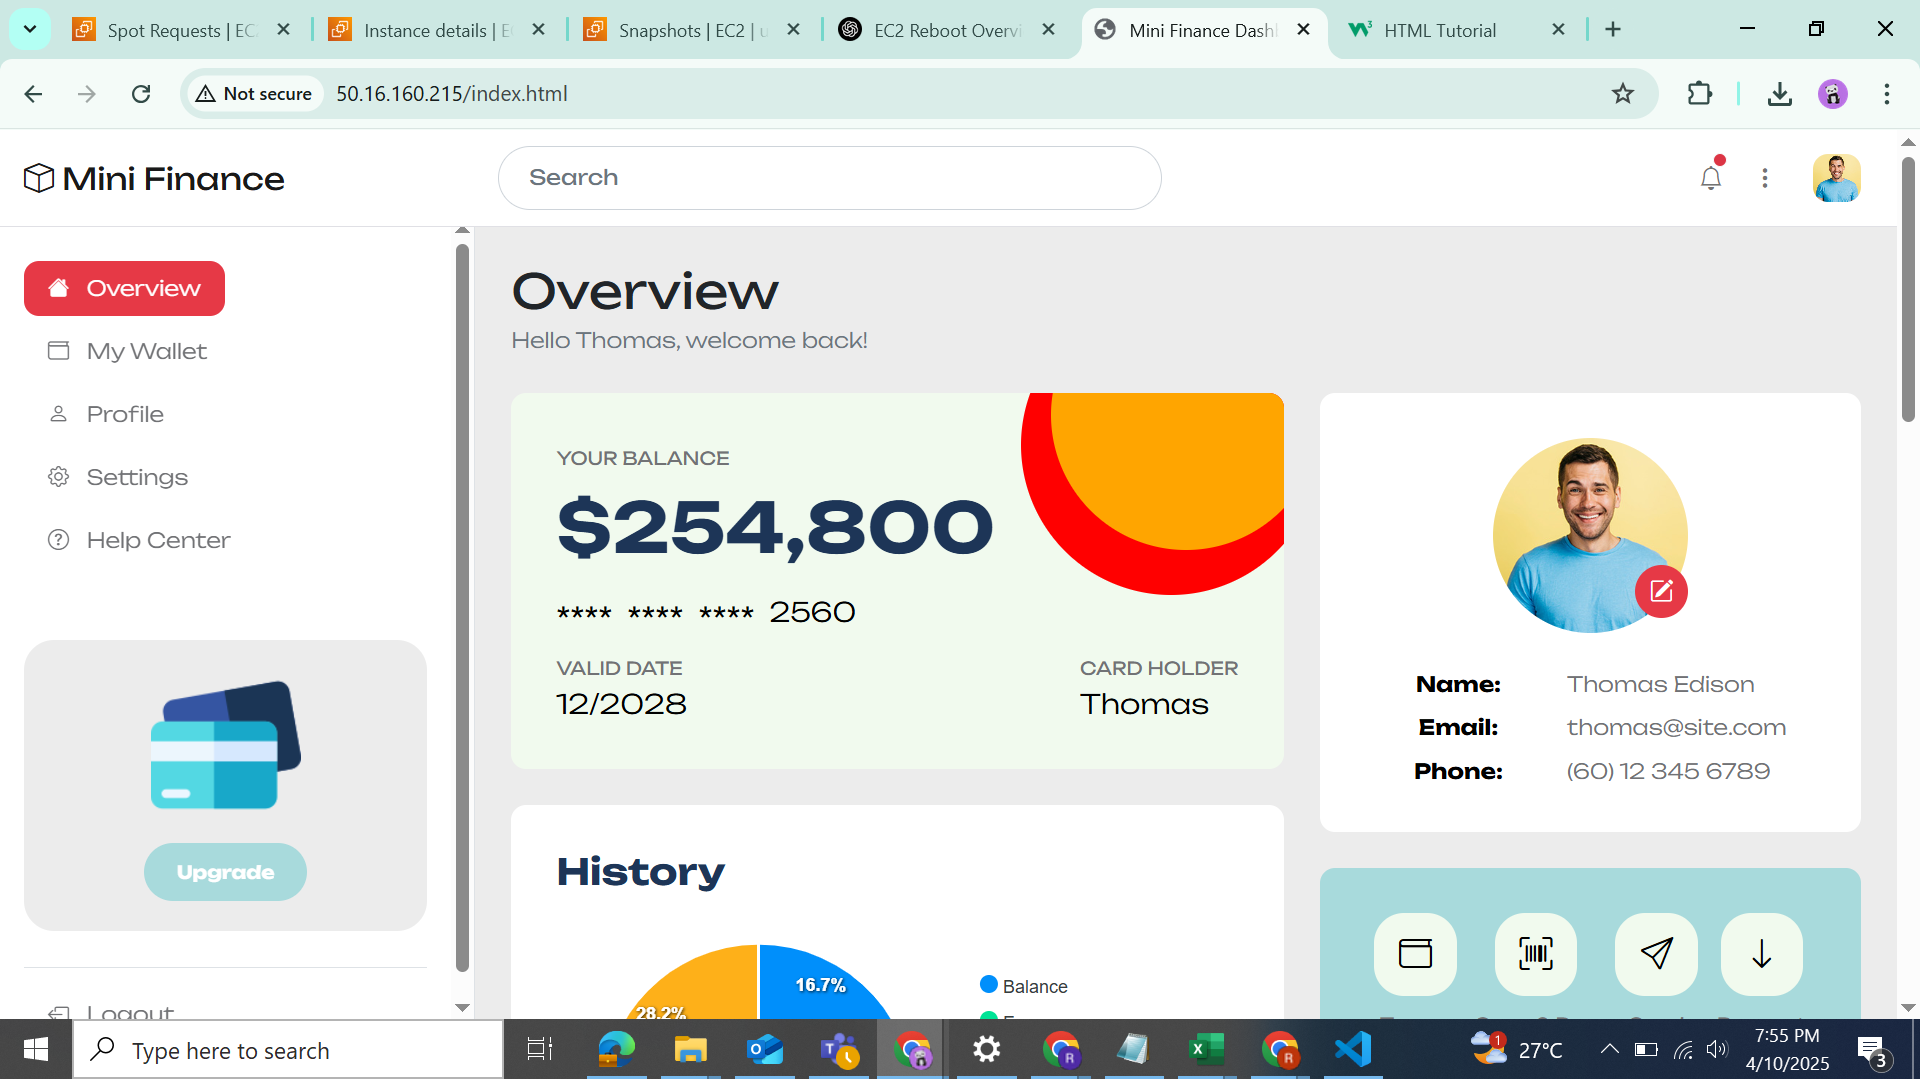 Spot Requests | EC
Instance details | E
Snapshots | EC2 | u
EC2 Reboot Overvi
Mini Finance Dash
HTML Tutorial
Not secure
50.16.160.215/index.html
Mini Finance
Search
Overview
My Wallet
Profile
Settings
Help Center
Upgrade
Logout
Overview
Hello Thomas, welcome back!
YOUR BALANCE
$254,800
**** **** **** 2560
VALID DATE
CARD HOLDER
12/2028
Thomas
Name: Thomas Edison
Email: thomas@site.com
Phone: (60) 12 345 6789
History
16.7%
28.2%
Balance
Type here to search
1
27°C
7:55 PM
4/10/2025
3